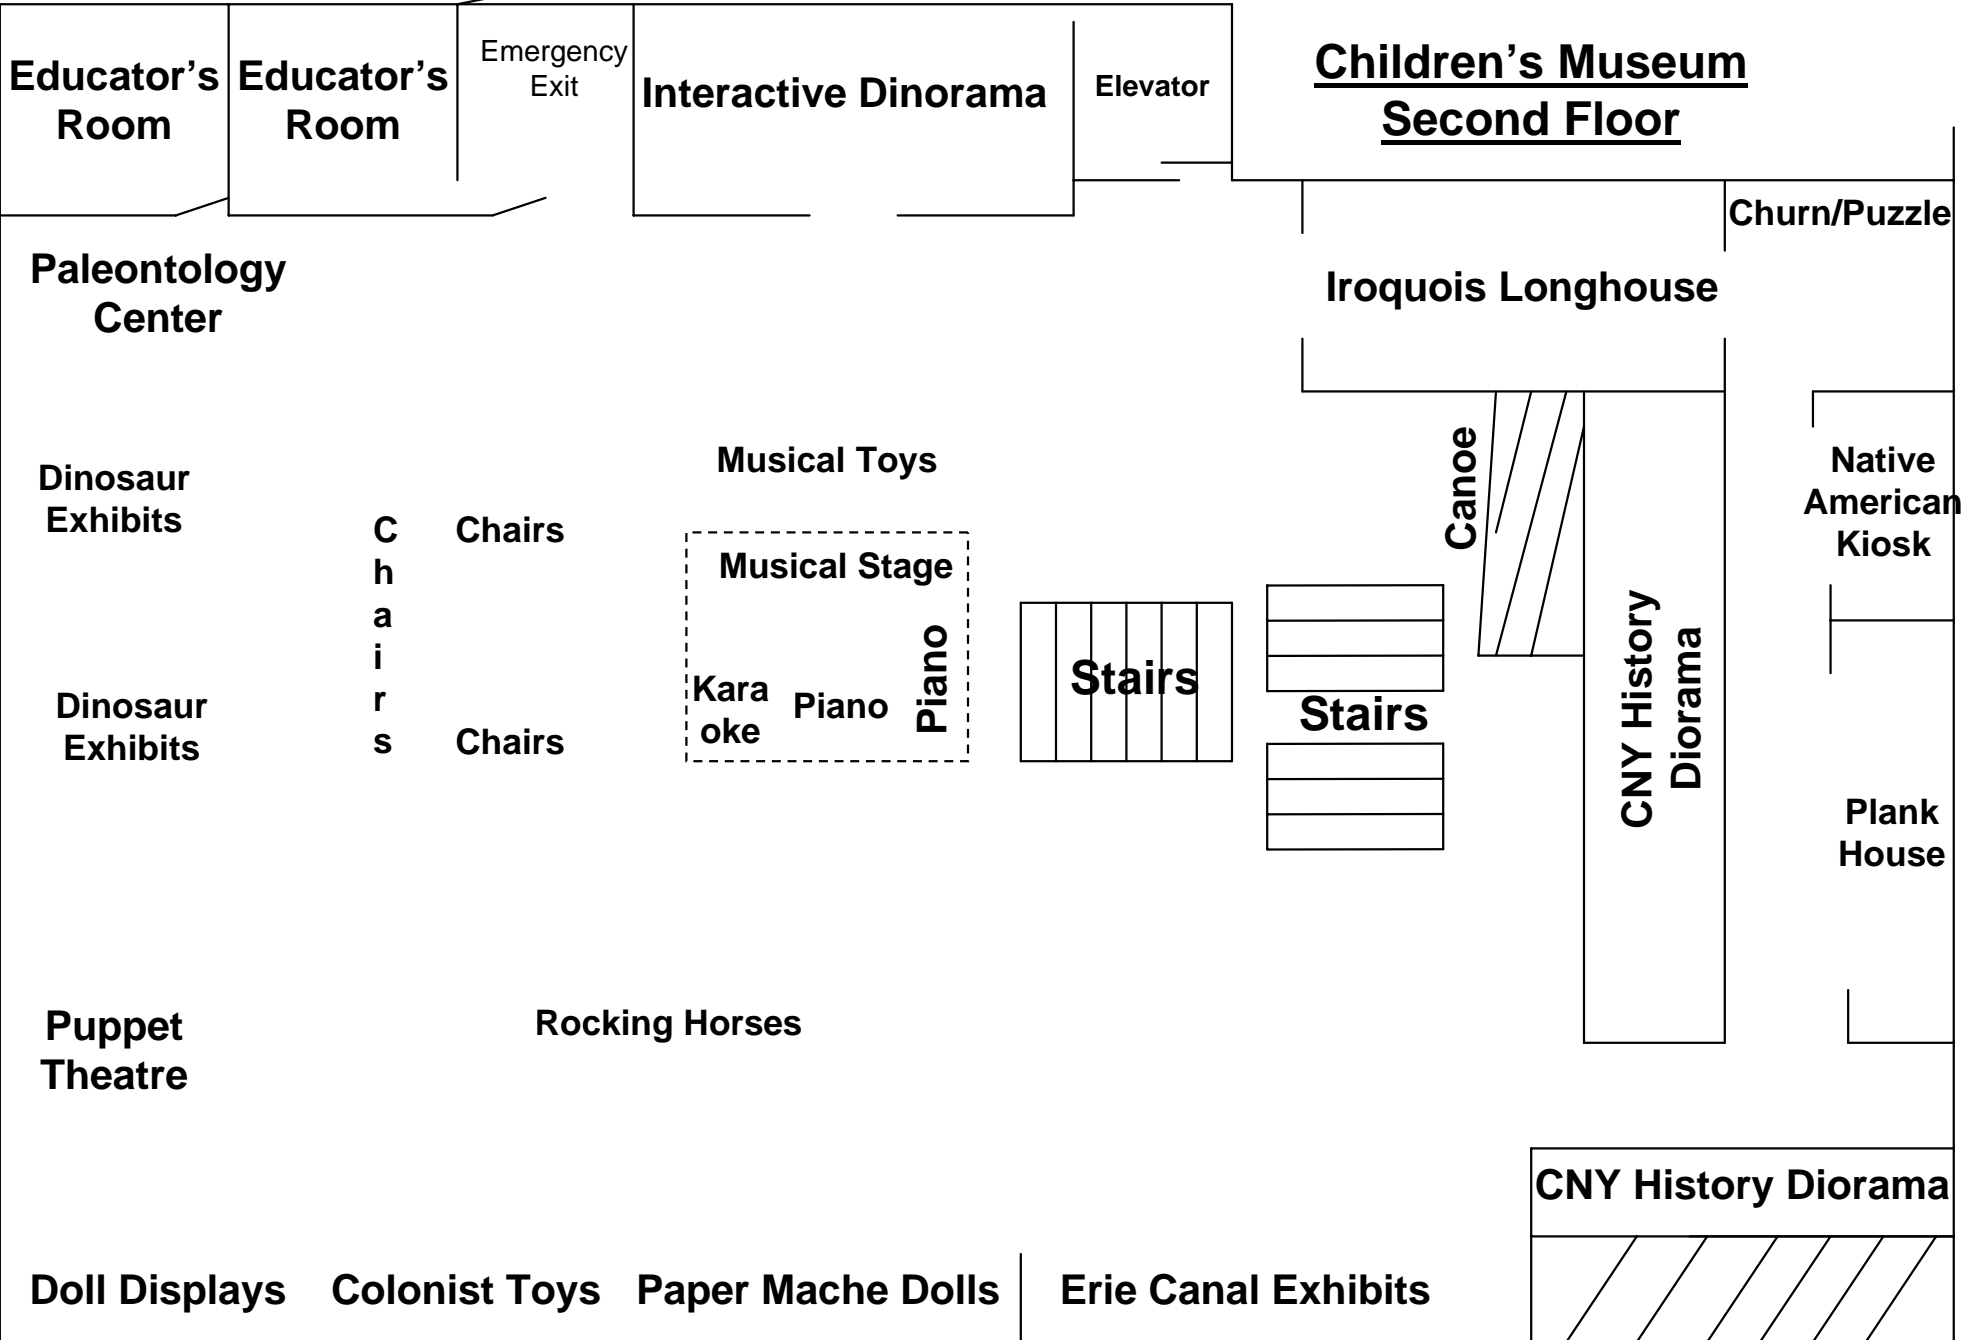 Children's Museum
Second Floor
Educator's
Room
Educator's
Room
Emergency
Exit
Interactive Dinorama
Elevator
Churn/Puzzle
Paleontology
Center
Iroquois Longhouse
Dinosaur
Exhibits
Chairs
Chairs
Musical Toys
Canoe
Native
American
Kiosk
Musical Stage
Dinosaur
Exhibits
Chairs
Kara
oke
Piano
Piano
Stairs
Stairs
CNY History
Diorama
Plank
House
Puppet
Theatre
Rocking Horses
CNY History Diorama
Doll Displays
Colonist Toys
Paper Mache Dolls
Erie Canal Exhibits